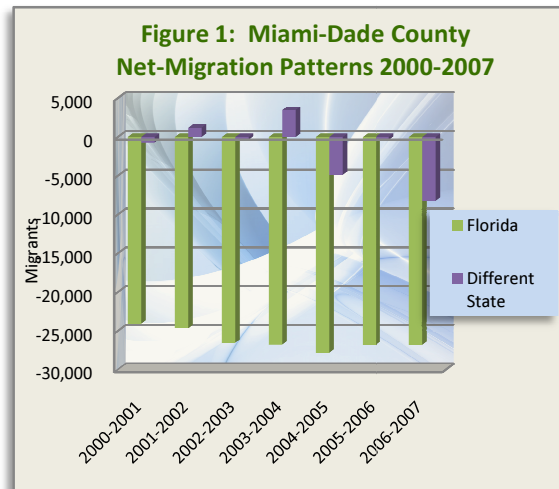 Figure 1: Miami-Dade County
Net-Migration Patterns 2000-2007
5,000
0
-5,000
-10,000
-15,000
-20,000
-25,000
-30,000
Migrants
Florida
Different
State
2000-2001
2001-2002
2002-2003
2003-2004
2004-2005
2005-2006
2006-2007